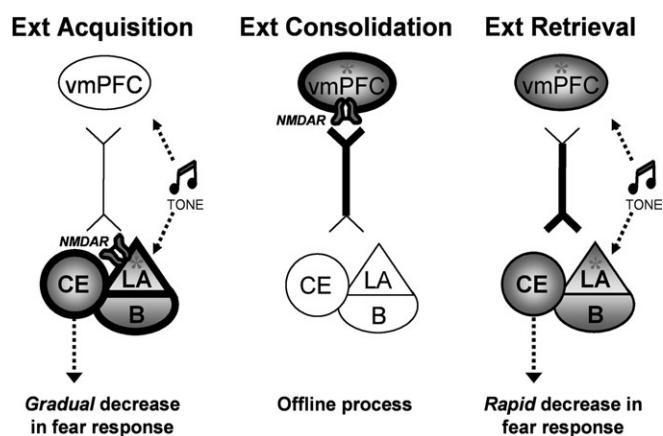 Ext Acquisition
vmPFC
TONE
NMDAR
CE
LA
B
Gradual decrease
in fear response
Ext Consolidation
*
vmPFC
NMDAR
CE
LA
B
Offline process
Ext Retrieval
*
vmPFC
TONE
*
CE
LA
B
Rapid decrease in
fear response